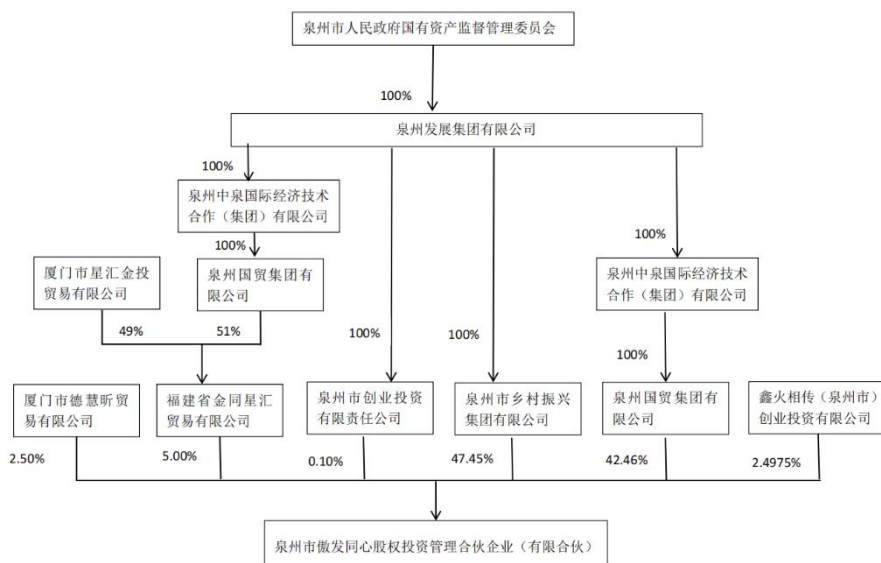 泉州市人民政府国有资产监督管理委员会
100%
泉州发展集团有限公司
100%
泉州中泉国际经济技术
合作（集团）有限公司
100%
厦门市星汇金投
贸易有限公司
泉州国贸集团有
限公司
泉州中泉国际经济技术
合作（集团）有限公司
49%
51%
100%
100%
100%
厦门市德慧昕贸
易有限公司
福建省金同星汇
贸易有限公司
泉州市创业投资
有限责任公司
泉州市乡村振兴
集团有限公司
泉州国贸集团有
限公司
鑫火相传（泉州市）
创业投资有限公司
2.50%
5.00%
0.10%
47.45%
42.46%
2.4975%
泉州市傲发同心股权投资管理合伙企业（有限合伙）